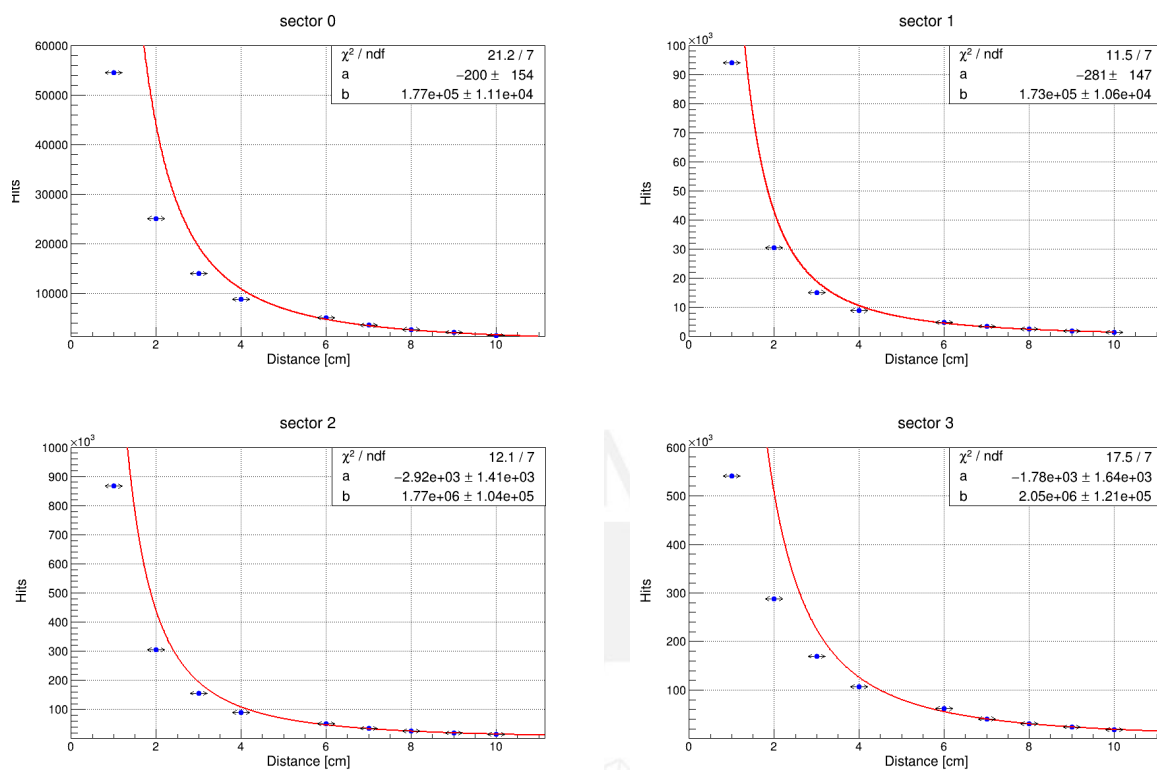 sector 0
χ² / ndf 21.2 / 7
a −200 ± 154
b 1.77e+05 ± 1.11e+04
60000
50000
40000
30000
20000
10000
Hits
0 2 4 6 8 10
Distance [cm]
sector 1
×10³
χ² / ndf 11.5 / 7
a −281 ± 147
b 1.73e+05 ± 1.06e+04
100
90
80
70
60
50
40
30
20
10
0
Hits
0 2 4 6 8 10
Distance [cm]
sector 2
×10³
χ² / ndf 12.1 / 7
a −2.92e+03 ± 1.41e+03
b 1.77e+06 ± 1.04e+05
1000
900
800
700
600
500
400
300
200
100
Hits
0 2 4 6 8 10
Distance [cm]
sector 3
×10³
χ² / ndf 17.5 / 7
a −1.78e+03 ± 1.64e+03
b 2.05e+06 ± 1.21e+05
600
500
400
300
200
100
Hits
0 2 4 6 8 10
Distance [cm]